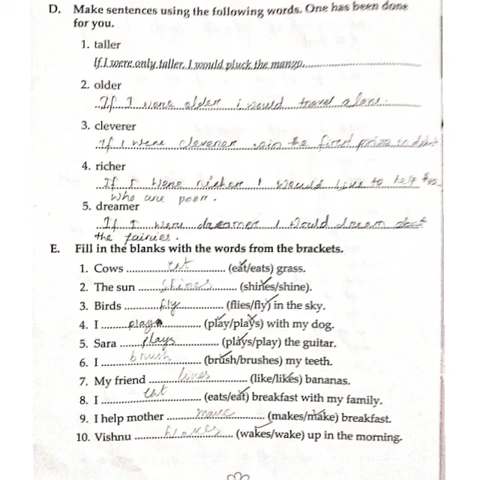 D. Make sentences using the following words. One has been done
for you.
1. taller
If I were only taller, I would pluck the mango.
2. older
If I were older i would travel alone.
3. cleverer
If I were cleverer win the first prize in
4. richer
If I were richer I would like to help
who are poor.
5. dreamer
If I were dreamer I would dream
the fairies.
E. Fill in the blanks with the words from the brackets.
1. Cows eat (eat/eats) grass.
2. The sun shines (shines/shine).
3. Birds fly (flies/fly) in the sky.
4. I play (play/plays) with my dog.
5. Sara plays (plays/play) the guitar.
6. I brush (brush/brushes) my teeth.
7. My friend likes (like/likes) bananas.
8. I eat (eats/eat) breakfast with my family.
9. I help mother make (makes/make) breakfast.
10. Vishnu wakes (wakes/wake) up in the morning.